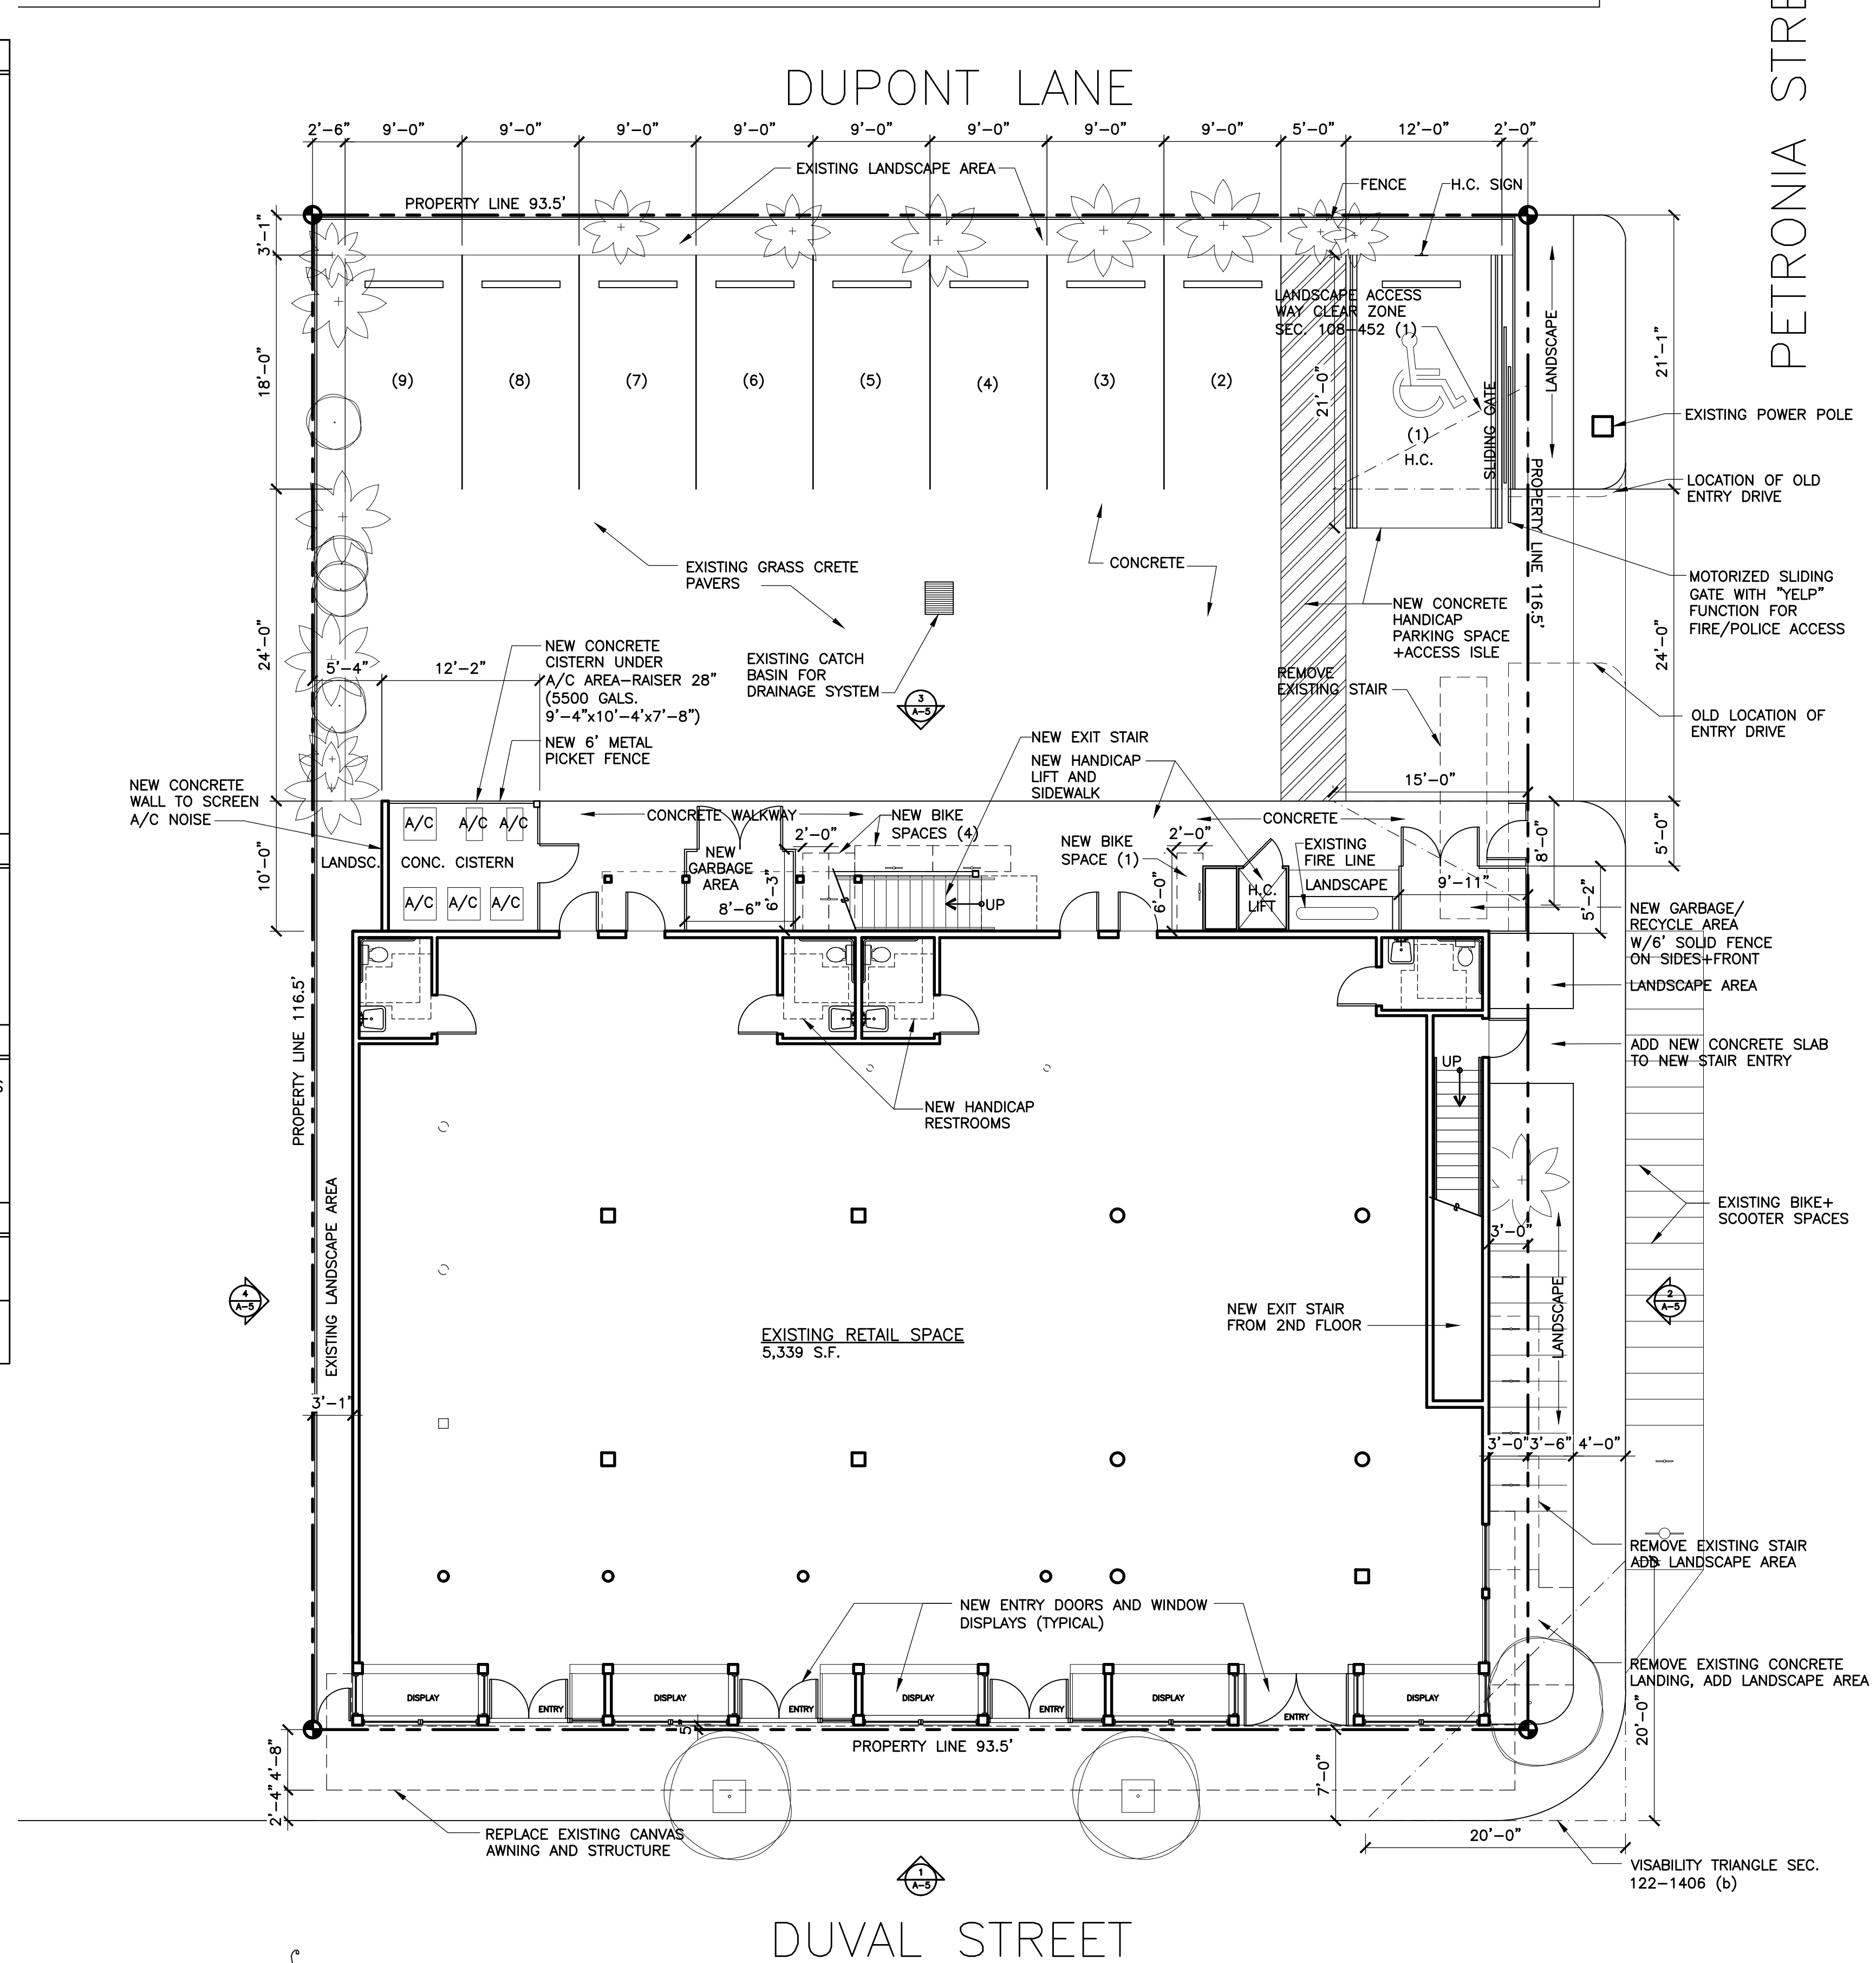 PETRONIA STRE
DUPONT LANE
2'-6"
9'-0"
9'-0"
9'-0"
9'-0"
9'-0"
9'-0"
9'-0"
9'-0"
5'-0"
12'-0"
2'-0"
EXISTING LANDSCAPE AREA
FENCE
H.C. SIGN
PROPERTY LINE 93.5'
3'-1"
18'-0"
24'-0"
10'-0"
LANDSCAPE ACCESS
WAY CLEAR ZONE
SEC. 108-452 (1)
(9)
(8)
(7)
(6)
(5)
(4)
(3)
(2)
21'-0"
(1)
H.C.
SLIDING GATE
LANDSCAPE
21'-1"
EXISTING POWER POLE
PROPERTY LINE 116.5'
LOCATION OF OLD
ENTRY DRIVE
EXISTING GRASS CRETE
PAVERS
CONCRETE
MOTORIZED SLIDING
GATE WITH "YELP"
FUNCTION FOR
FIRE/POLICE ACCESS
NEW CONCRETE
HANDICAP
PARKING SPACE
+ACCESS ISLE
24'-0"
5'-4"
12'-2"
NEW CONCRETE
CISTERN UNDER
A/C AREA-RAISER 28"
(5500 GALS.
9'-4"x10'-4'x7'-8")
NEW 6' METAL
PICKET FENCE
EXISTING CATCH
BASIN FOR
DRAINAGE SYSTEM
3
A-5
REMOVE
EXISTING STAIR
OLD LOCATION OF
ENTRY DRIVE
NEW EXIT STAIR
NEW HANDICAP
LIFT AND
SIDEWALK
15'-0"
NEW CONCRETE
WALL TO SCREEN
A/C NOISE
A/C
A/C
A/C
CONCRETE WALKWAY
2'-0"
NEW BIKE
SPACES (4)
NEW BIKE
SPACE (1)
2'-0"
CONCRETE
EXISTING
FIRE LINE
8'-0"
5'-0"
LANDSC.
CONC. CISTERN
NEW
GARBAGE
AREA
6'-3"
8'-6"
A/C
A/C
A/C
UP
6'-0"
H.C.
LIFT
LANDSCAPE
9'-11"
5'-2"
NEW GARBAGE/
RECYCLE AREA
W/6' SOLID FENCE
ON SIDES+FRONT
LANDSCAPE AREA
ADD NEW CONCRETE SLAB
TO NEW STAIR ENTRY
UP
PROPERTY LINE 116.5'
NEW HANDICAP
RESTROOMS
EXISTING LANDSCAPE AREA
EXISTING BIKE+
SCOOTER SPACES
3'-0"
4
A-5
2
A-5
LANDSCAPE
NEW EXIT STAIR
FROM 2ND FLOOR
EXISTING RETAIL SPACE
5,339 S.F.
3'-1"
3'-0"
3'-6"
4'-0"
REMOVE EXISTING STAIR
ADD LANDSCAPE AREA
NEW ENTRY DOORS AND WINDOW
DISPLAYS (TYPICAL)
REMOVE EXISTING CONCRETE
LANDING, ADD LANDSCAPE AREA
DISPLAY
ENTRY
DISPLAY
ENTRY
DISPLAY
ENTRY
DISPLAY
ENTRY
DISPLAY
5"
20'-0"
PROPERTY LINE 93.5'
4'-8"
2'-4"
7'-0"
REPLACE EXISTING CANVAS
AWNING AND STRUCTURE
20'-0"
VISABILITY TRIANGLE SEC.
122-1406 (b)
1
A-5
DUVAL STREET